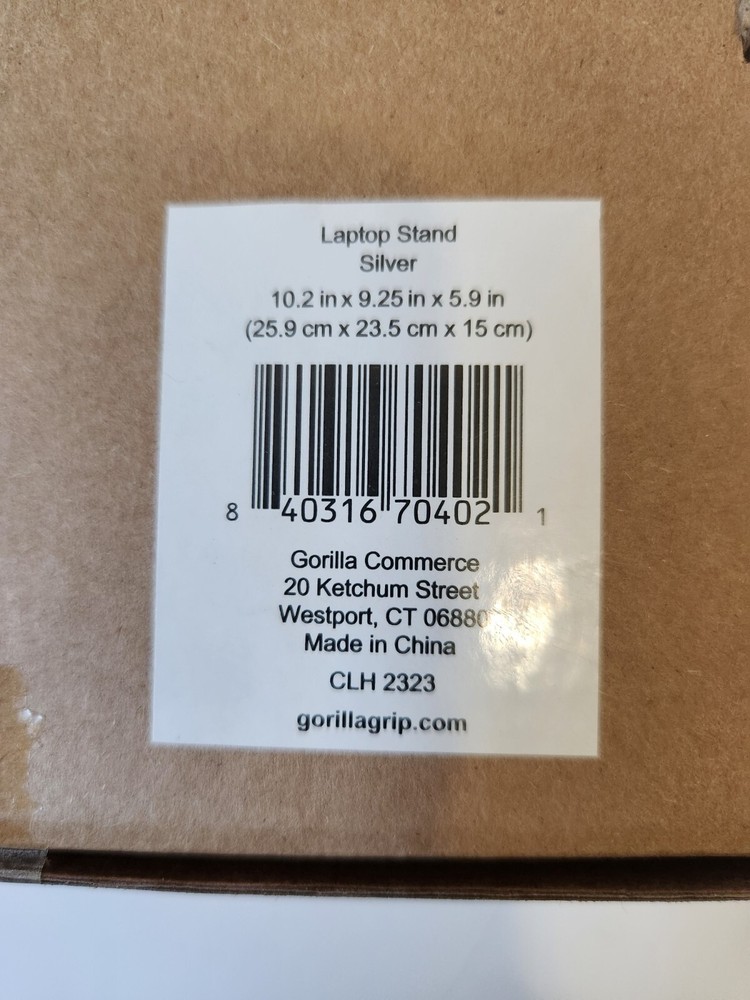 Laptop Stand
Silver
10.2 in x 9.25 in x 5.9 in
(25.9 cm x 23.5 cm x 15 cm)
8 40316 70402 1
Gorilla Commerce
20 Ketchum Street
Westport, CT 06880
Made in China
CLH 2323
gorillagrip.com